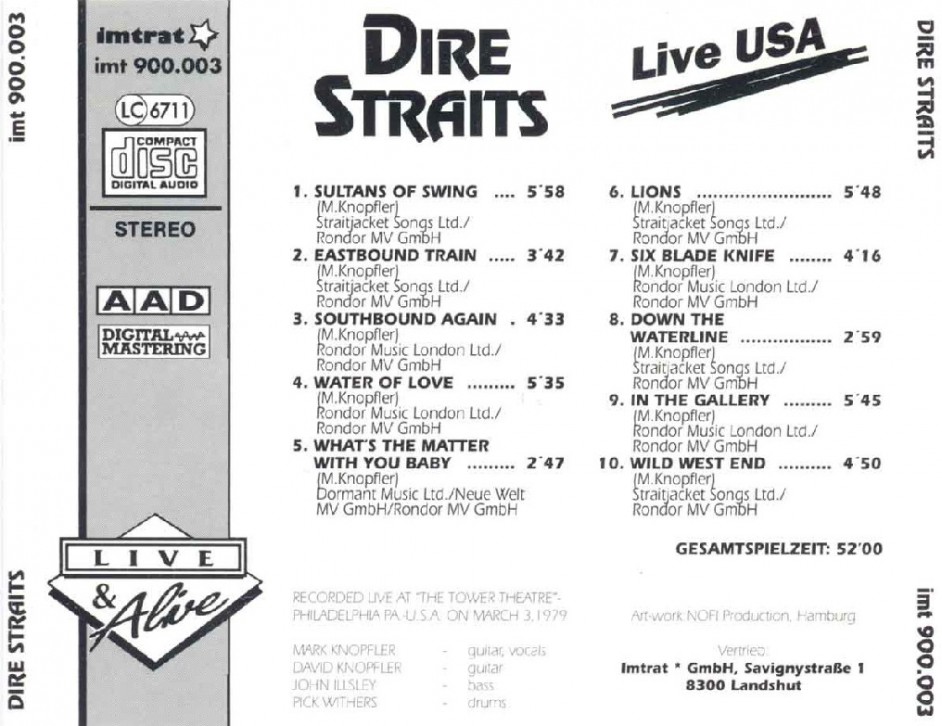 imt 900.003
imtrat
imt 900.003
LC 6711
COMPACT
disc
DIGITAL AUDIO
STEREO
AAD
DIGITAL
MASTERING
LIVE
& Alive
DIRE STRAITS
DIRE
STRAITS
Live USA
DIRE STRAITS
1. SULTANS OF SWING .... 5'58
(M.Knopfler)
Straitjacket Songs Ltd./
Rondor MV GmbH
2. EASTBOUND TRAIN ..... 3'42
(M.Knopfler)
Straitjacket Songs Ltd./
Rondor MV GmbH
3. SOUTHBOUND AGAIN . 4'33
(M.Knopfler)
Rondor Music London Ltd./
Rondor MV GmbH
4. WATER OF LOVE ......... 5'35
(M.Knopfler)
Rondor Music London Ltd./
Rondor MV GmbH
5. WHAT'S THE MATTER
WITH YOU BABY ......... 2'47
(M.Knopfler)
Dormant Music Ltd./Neue Welt
MV GmbH/Rondor MV GmbH
6. LIONS ......................... 5'48
(M.Knopfler)
Straitjacket Songs Ltd./
Rondor MV GmbH
7. SIX BLADE KNIFE ........ 4'16
(M.Knopfler)
Rondor Music London Ltd./
Rondor MV GmbH
8. DOWN THE
WATERLINE ................. 2'59
(M.Knopfler)
Straitjacket Songs Ltd./
Rondor MV GmbH
9. IN THE GALLERY ......... 5'45
(M.Knopfler)
Rondor Music London Ltd./
Rondor MV GmbH
10. WILD WEST END .......... 4'50
(M.Knopfler)
Straitjacket Songs Ltd./
Rondor MV GmbH
GESAMTSPIELZEIT: 52'00
RECORDED LIVE AT "THE TOWER THEATRE"-
PHILADELPHIA PA.-U.S.A. ON MARCH 3,1979
MARK KNOPFLER - guitar, vocals
DAVID KNOPFLER - guitar
JOHN ILLSLEY - bass
PICK WITHERS - drums
Art-work NOFI Production, Hamburg
Vertrieb:
Imtrat * GmbH, Savignystraße 1
8300 Landshut
imt 900.003